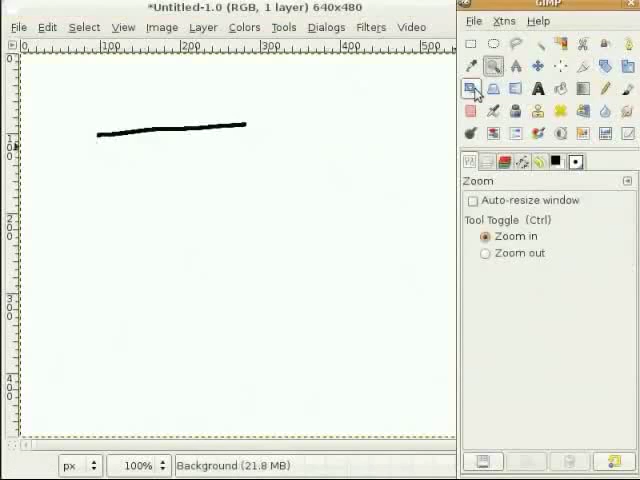 *Untitled-1.0 (RGB, 1 layer) 640x480
File Edit Select View Image Layer Colors Tools Dialogs Filters Video
0 100 200 300 400 500
0
100
200
300
400
px 100% Background (21.8 MB)
GIMP
File Xtns Help
Zoom
Auto-resize window
Tool Toggle (Ctrl)
Zoom in
Zoom out